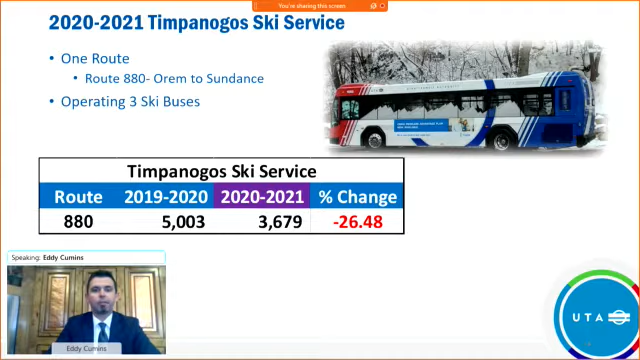 You're sharing this screen
2020-2021 Timpanogos Ski Service
• One Route
• Route 880- Orem to Sundance
• Operating 3 Ski Buses
Timpanogos Ski Service
Route 2019-2020 2020-2021 % Change
880 5,003 3,679 -26.48
Speaking: Eddy Cumins
Eddy Cumins
UTA